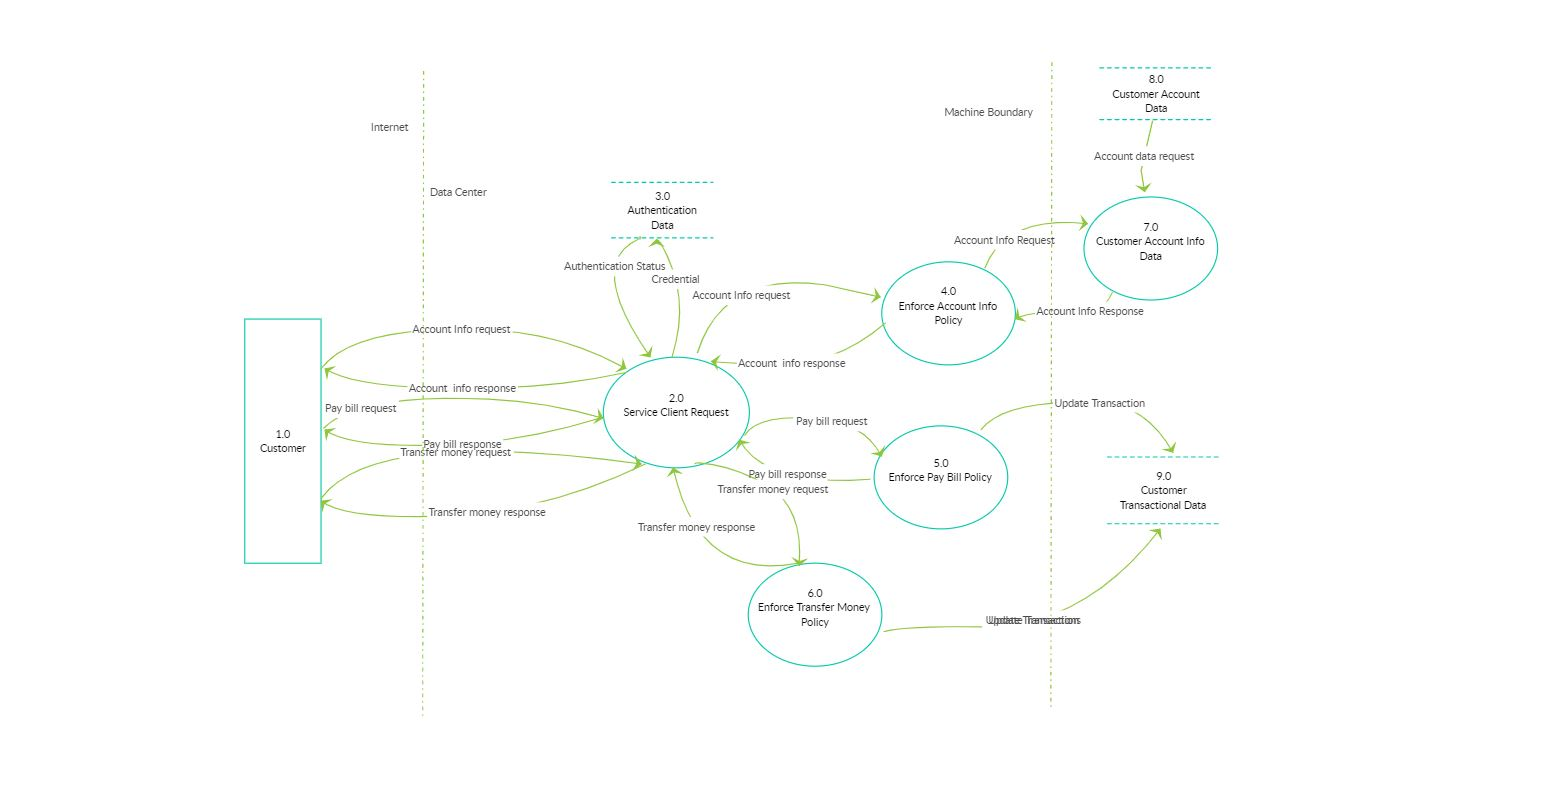 8.0
Customer Account
Data
Machine Boundary
Internet
Account data request
Data Center
3.0
Authentication
Data
7.0
Customer Account Info
Data
Account Info Request
Authentication Status
Credential
Account Info request
4.0
Enforce Account Info
Policy
Account Info Response
Account Info request
Account  info response
Account  info response
2.0
Service Client Request
Pay bill request
Update Transaction
Pay bill request
1.0
Customer
Pay bill response
Transfer money request
5.0
Enforce Pay Bill Policy
Pay bill response
Transfer money request
9.0
Customer
Transactional Data
Transfer money response
Transfer money response
6.0
Enforce Transfer Money
Policy
Update Transaction
Update Transaction